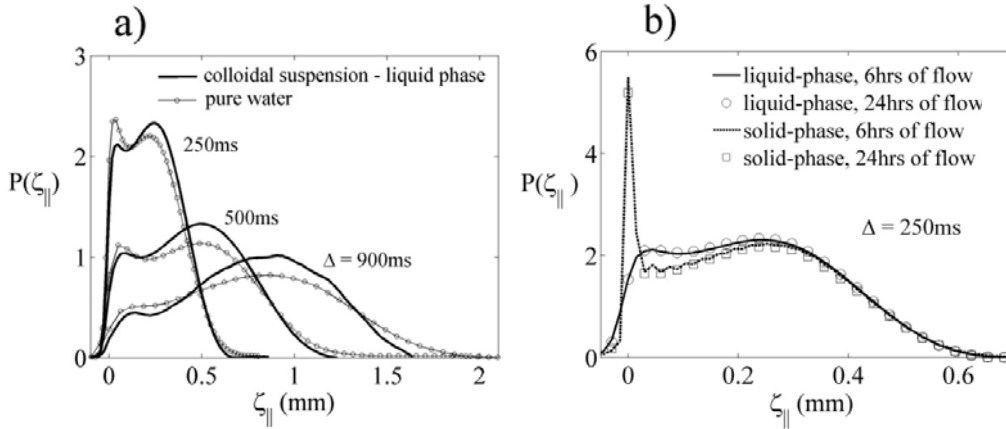 a)
3
2
1
0
P(ζ||)
colloidal suspension - liquid phase
pure water
250ms
500ms
Δ = 900ms
0 0.5 1 1.5 2
ζ|| (mm)
b)
6
4
2
0
P(ζ||)
liquid-phase, 6hrs of flow
liquid-phase, 24hrs of flow
solid-phase, 6hrs of flow
solid-phase, 24hrs of flow
Δ = 250ms
0 0.2 0.4 0.6
ζ|| (mm)